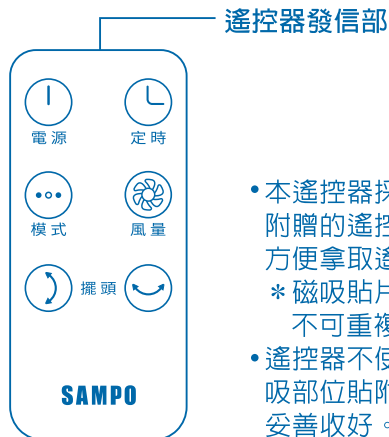 遙控器發信部
電源
定時
模式
風量
擺頭
SAMPO
•本遙控器採
附贈的遙控
方便拿取遙
＊磁吸貼片
不可重複
•遙控器不使
吸部位貼附
妥善收好。